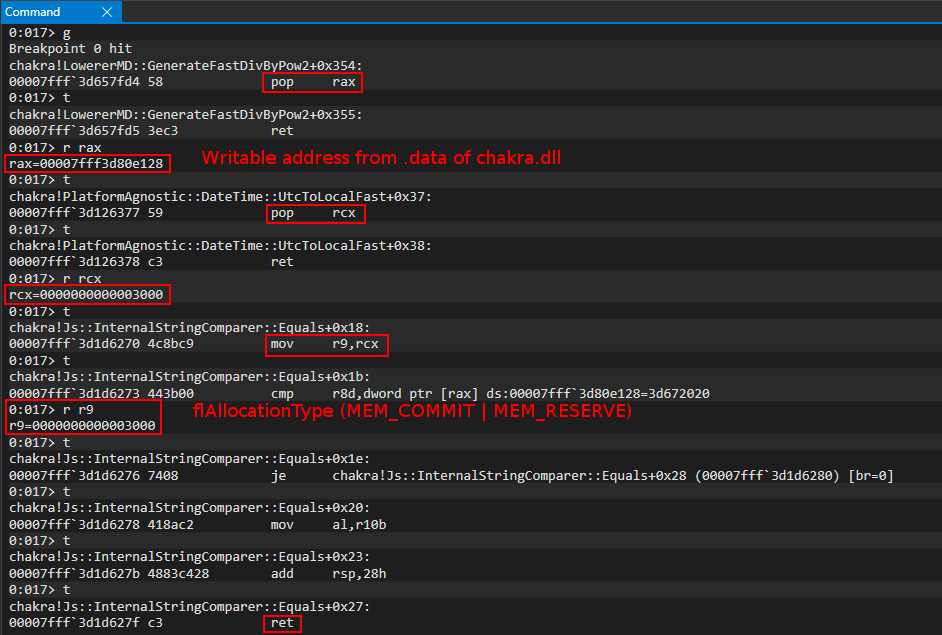 Command
0:017> g
Breakpoint 0 hit
chakra!LowererMD::GenerateFastDivByPow2+0x354:
00007fff`3d657fd4 58 pop rax
0:017> t
chakra!LowererMD::GenerateFastDivByPow2+0x355:
00007fff`3d657fd5 3ec3 ret
0:017> r rax
Writable address from .data of chakra.dll
rax=00007fff3d80e128
0:017> t
chakra!PlatformAgnostic::DateTime::UtcToLocalFast+0x37:
00007fff`3d126377 59 pop rcx
0:017> t
chakra!PlatformAgnostic::DateTime::UtcToLocalFast+0x38:
00007fff`3d126378 c3 ret
0:017> r rcx
rcx=0000000000003000
0:017> t
chakra!Js::InternalStringComparer::Equals+0x18:
00007fff`3d1d6270 4c8bc9 mov r9,rcx
0:017> t
chakra!Js::InternalStringComparer::Equals+0x1b:
00007fff`3d1d6273 443b00 cmp r8d,dword ptr [rax] ds:00007fff`3d80e128=3d672020
0:017> r r9
flAllocationType (MEM_COMMIT | MEM_RESERVE)
r9=0000000000003000
0:017> t
chakra!Js::InternalStringComparer::Equals+0x1e:
00007fff`3d1d6276 7408 je chakra!Js::InternalStringComparer::Equals+0x28 (00007fff`3d1d6280) [br=0]
0:017> t
chakra!Js::InternalStringComparer::Equals+0x20:
00007fff`3d1d6278 418ac2 mov al,r10b
0:017> t
chakra!Js::InternalStringComparer::Equals+0x23:
00007fff`3d1d627b 4883c428 add rsp,28h
0:017> t
chakra!Js::InternalStringComparer::Equals+0x27:
00007fff`3d1d627f c3 ret